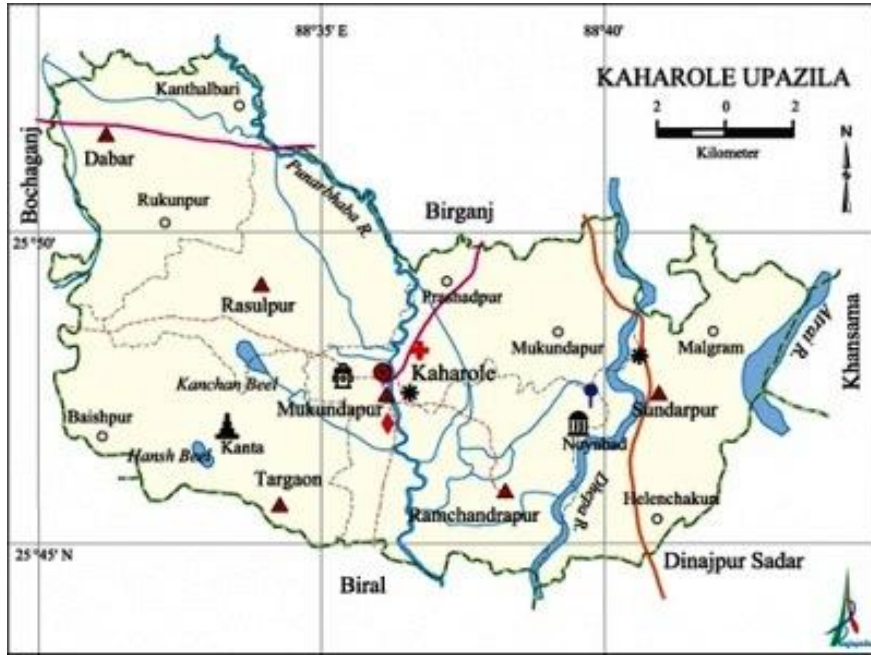 88°35' E
88°40'
KAHAROLE UPAZILA
2 0 2
Kilometer
N
Kanthalbari
Bochaganj
Dabar
Punarbhaba R.
Rukunpur
Birganj
25°50'
Prashadpur
Rasulpur
Atrai R.
Khansama
Mukundapur
Malgram
Kanchan Beel
Kaharole
Mukundapur
Sundarpur
Baishpur
Kanta
Nayabad
Hansh Beel
Targaon
Ramchandrapur
Dhepa R.
Helenchakuri
25°45' N
Biral
Dinajpur Sadar